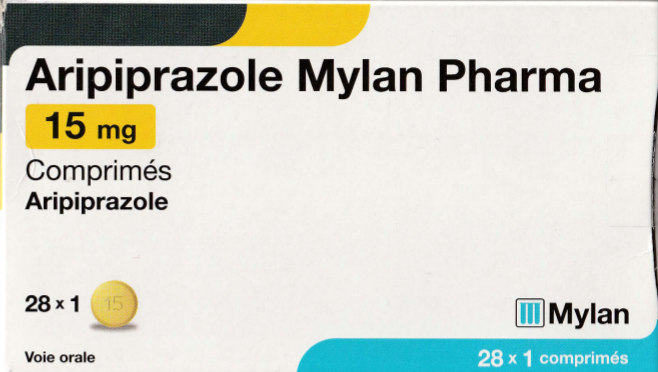 Aripiprazole Mylan Pharma
15 mg
Comprimés
Aripiprazole
28 x 1 15
Mylan
Voie orale
28 x 1 comprimés